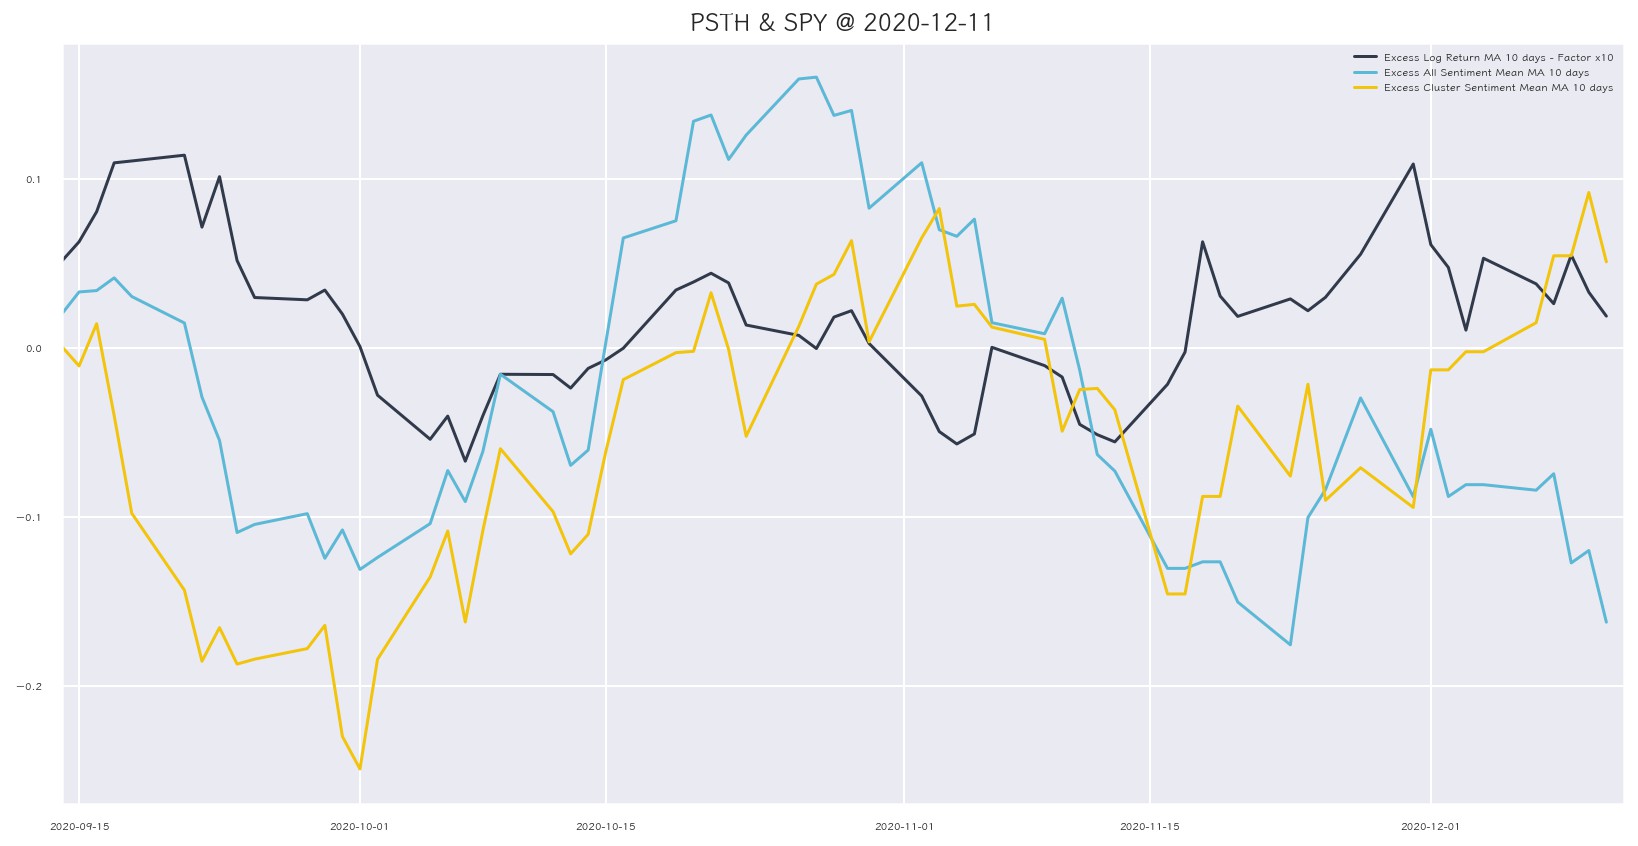 PSTH & SPY @ 2020-12-11
Excess Log Return MA 10 days - Factor x10
Excess All Sentiment Mean MA 10 days
Excess Cluster Sentiment Mean MA 10 days
0.1
0.0
−0.1
−0.2
2020-09-15 2020-10-01 2020-10-15 2020-11-01 2020-11-15 2020-12-01